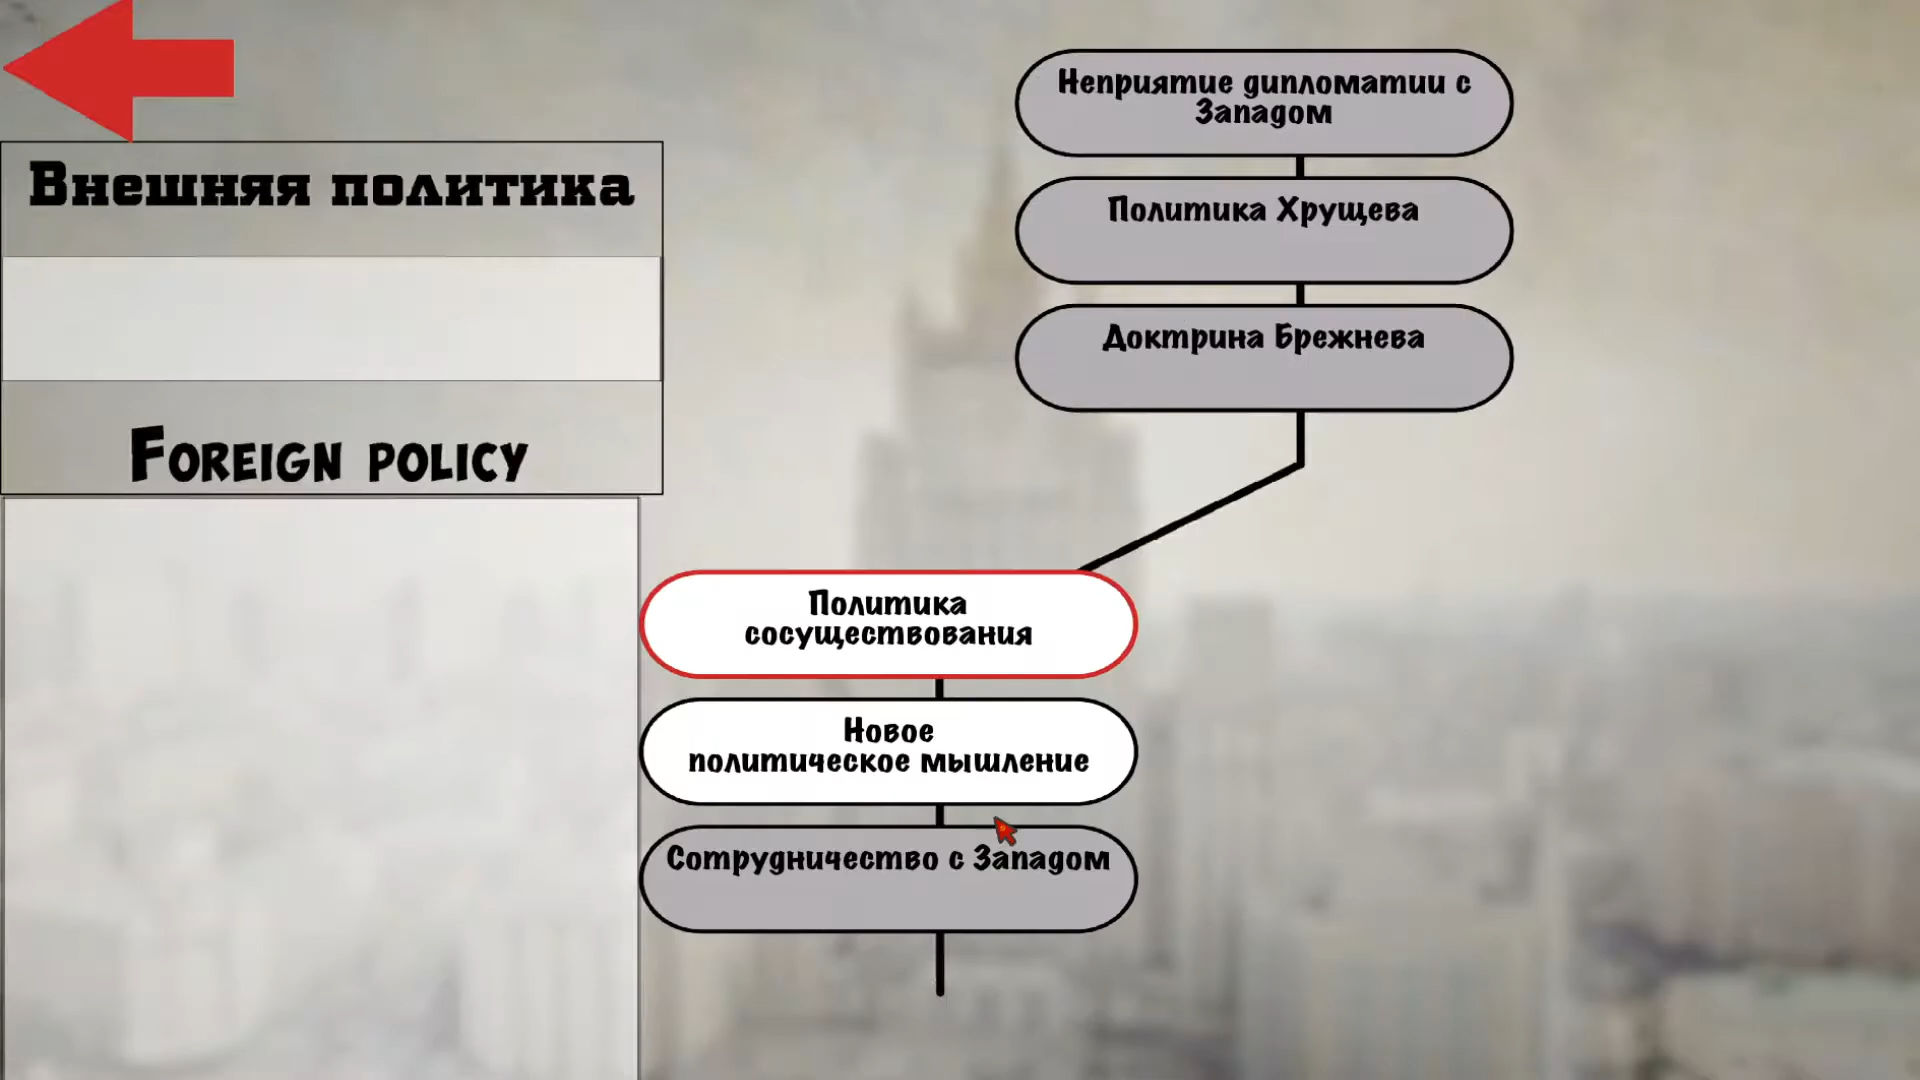 Внешняя политика
Foreign policy
Неприятие дипломатии с
Западом
Политика Хрущева
Доктрина Брежнева
Политика
сосуществования
Новое
политическое мышление
Сотрудничество с Западом